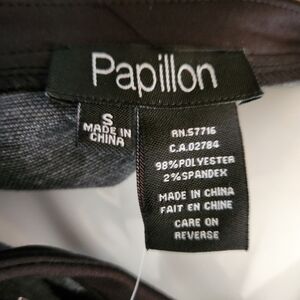 Papillon
S
MADE IN
CHINA
RN.57716
C.A.02784
98%POLYESTER
2%SPANDEX
MADE IN CHINA
FAIT EN CHINE
CARE ON
REVERSE